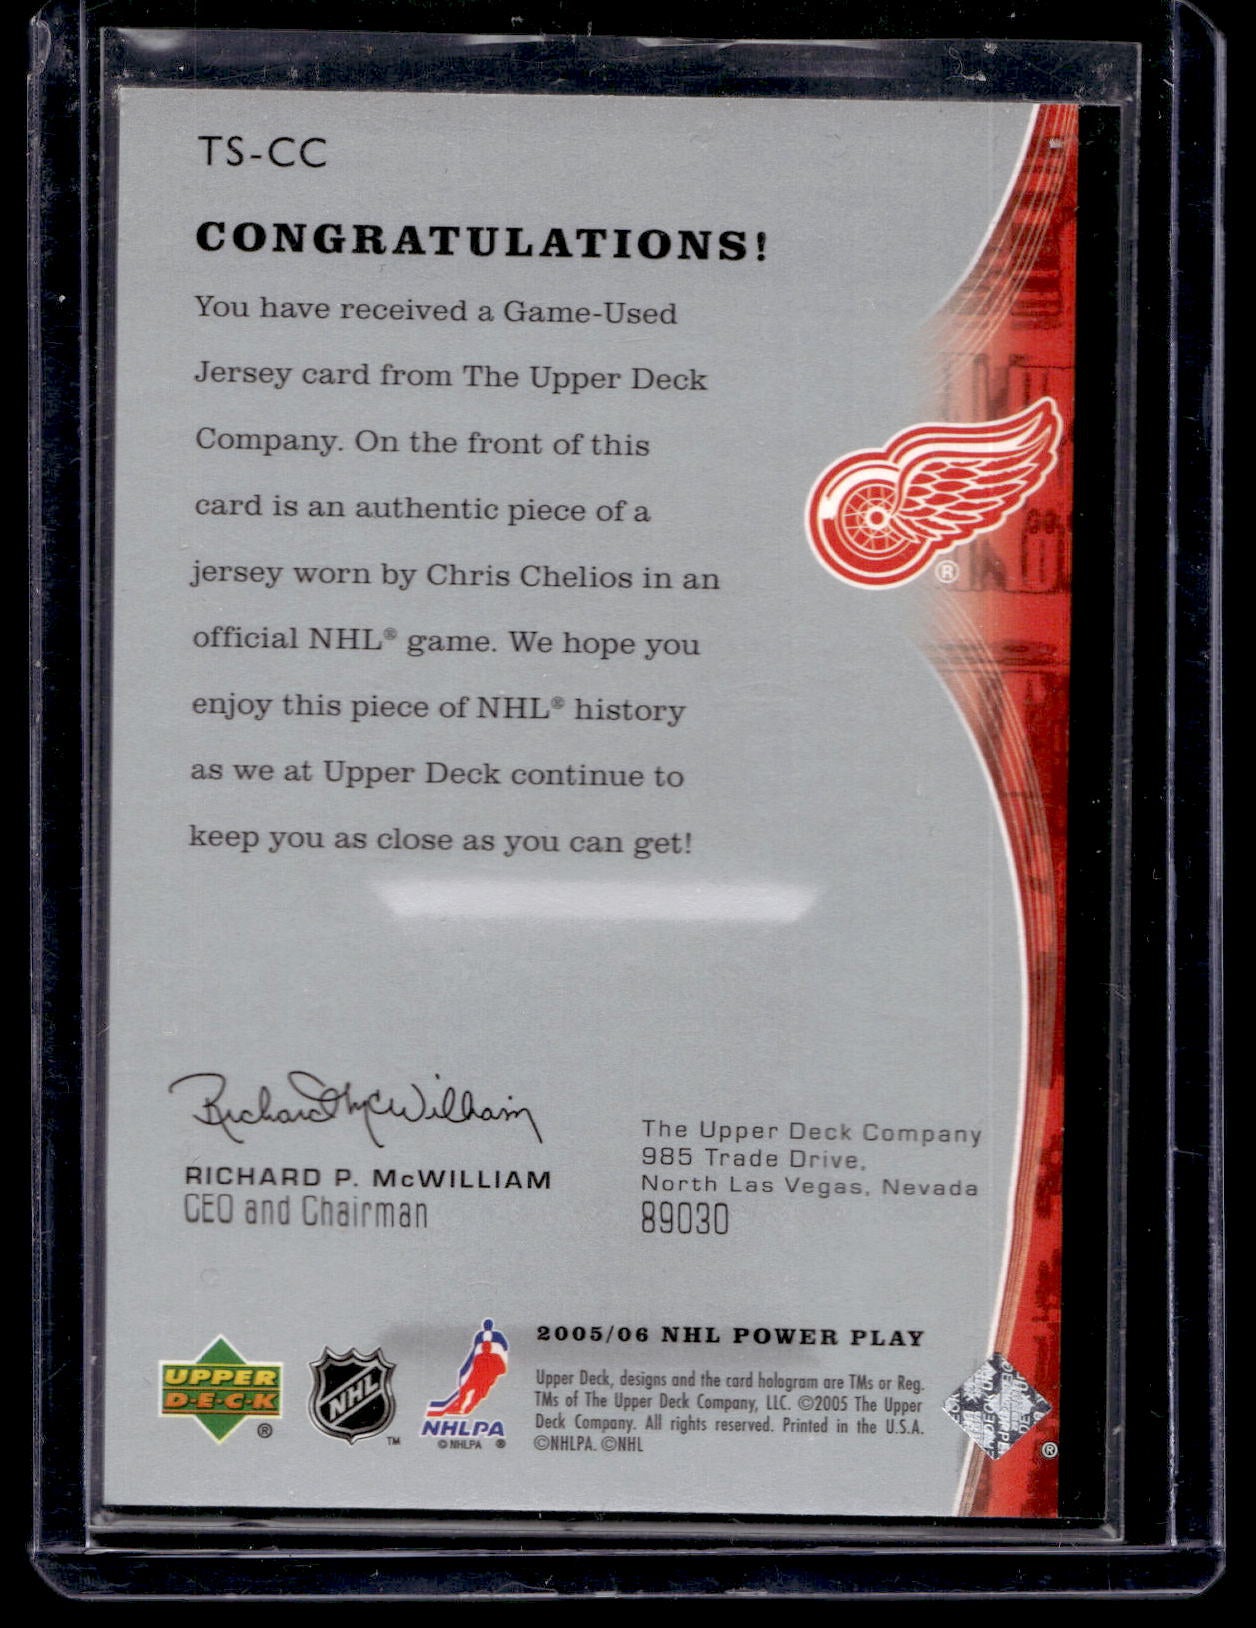 TS-CC
CONGRATULATIONS!
You have received a Game-Used
Jersey card from The Upper Deck
Company. On the front of this
card is an authentic piece of a
jersey worn by Chris Chelios in an
official NHL® game. We hope you
enjoy this piece of NHL® history
as we at Upper Deck continue to
keep you as close as you can get!
®
Richard McWilliam
RICHARD P. McWILLIAM
CEO and Chairman
The Upper Deck Company
985 Trade Drive,
North Las Vegas, Nevada
89030
UPPER
D·E·C·K
®
NHL
™
NHLPA
© NHLPA ®
2005/06 NHL POWER PLAY
Upper Deck, designs and the card hologram are TMs or Reg.
TMs of The Upper Deck Company, LLC. ©2005 The Upper
Deck Company. All rights reserved. Printed in the U.S.A.
©NHLPA. ©NHL
®